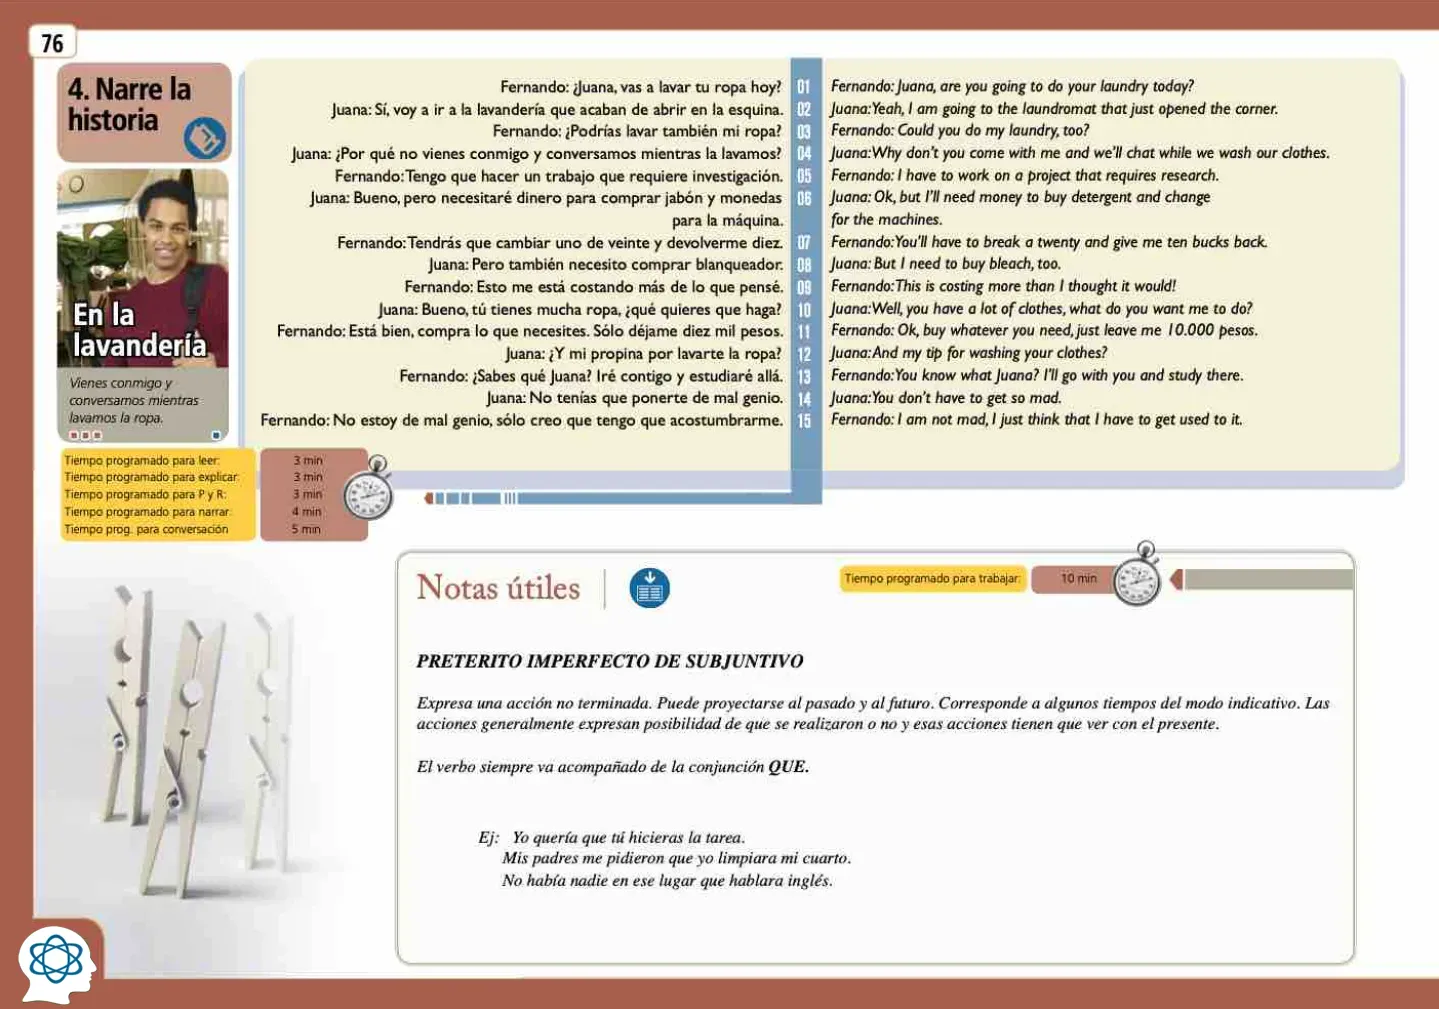 76
4. Narre la
historia
En la
lavandería
Vienes conmigo y
conversamos mientras
lavamos la ropa.
Fernando: ¿Juana, vas a lavar tu ropa hoy? 01 Fernando: Juana, are you going to do your laundry today?
Juana: Sí, voy a ir a la lavandería que acaban de abrir en la esquina. 02 Juana: Yeah, I am going to the laundromat that just opened the corner.
Fernando: ¿Podrías lavar también mi ropa? 03 Fernando: Could you do my laundry, too?
Juana: ¿Por qué no vienes conmigo y conversamos mientras la lavamos? 04 Juana: Why don't you come with me and we'll chat while we wash our clothes.
Fernando: Tengo que hacer un trabajo que requiere investigación. 05 Fernando: I have to work on a project that requires research.
Juana: Bueno, pero necesitaré dinero para comprar jabón y monedas 06 Juana: Ok, but I'll need money to buy detergent and change
para la máquina. for the machines.
Fernando: Tendrás que cambiar uno de veinte y devolverme diez. 07 Fernando: You'll have to break a twenty and give me ten bucks back.
Juana: Pero también necesito comprar blanqueador. 08 Juana: But I need to buy bleach, too.
Fernando: Esto me está costando más de lo que pensé. 09 Fernando: This is costing more than I thought it would!
Juana: Bueno, tú tienes mucha ropa, ¿qué quieres que haga? 10 Juana: Well, you have a lot of clothes, what do you want me to do?
Fernando: Está bien, compra lo que necesites. Sólo déjame diez mil pesos. 11 Fernando: Ok, buy whatever you need, just leave me 10.000 pesos.
Juana: ¿Y mi propina por lavarte la ropa? 12 Juana: And my tip for washing your clothes?
Fernando: ¿Sabes qué Juana? Iré contigo y estudiaré allá. 13 Fernando: You know what Juana? I'll go with you and study there.
Juana: No tenías que ponerte de mal genio. 14 Juana: You don't have to get so mad.
Fernando: No estoy de mal genio, sólo creo que tengo que acostumbrarme. 15 Fernando: I am not mad, I just think that I have to get used to it.
Tiempo programado para leer: 3 min
Tiempo programado para explicar: 3 min
Tiempo programado para P y R: 3 min
Tiempo programado para narrar: 4 min
Tiempo prog. para conversación 5 min
Notas útiles
Tiempo programado para trabajar: 10 min
PRETERITO IMPERFECTO DE SUBJUNTIVO
Expresa una acción no terminada. Puede proyectarse al pasado y al futuro. Corresponde a algunos tiempos del modo indicativo. Las
acciones generalmente expresan posibilidad de que se realizaron o no y esas acciones tienen que ver con el presente.
El verbo siempre va acompañado de la conjunción QUE.
Ej: Yo quería que tú hicieras la tarea.
Mis padres me pidieron que yo limpiara mi cuarto.
No había nadie en ese lugar que hablara inglés.